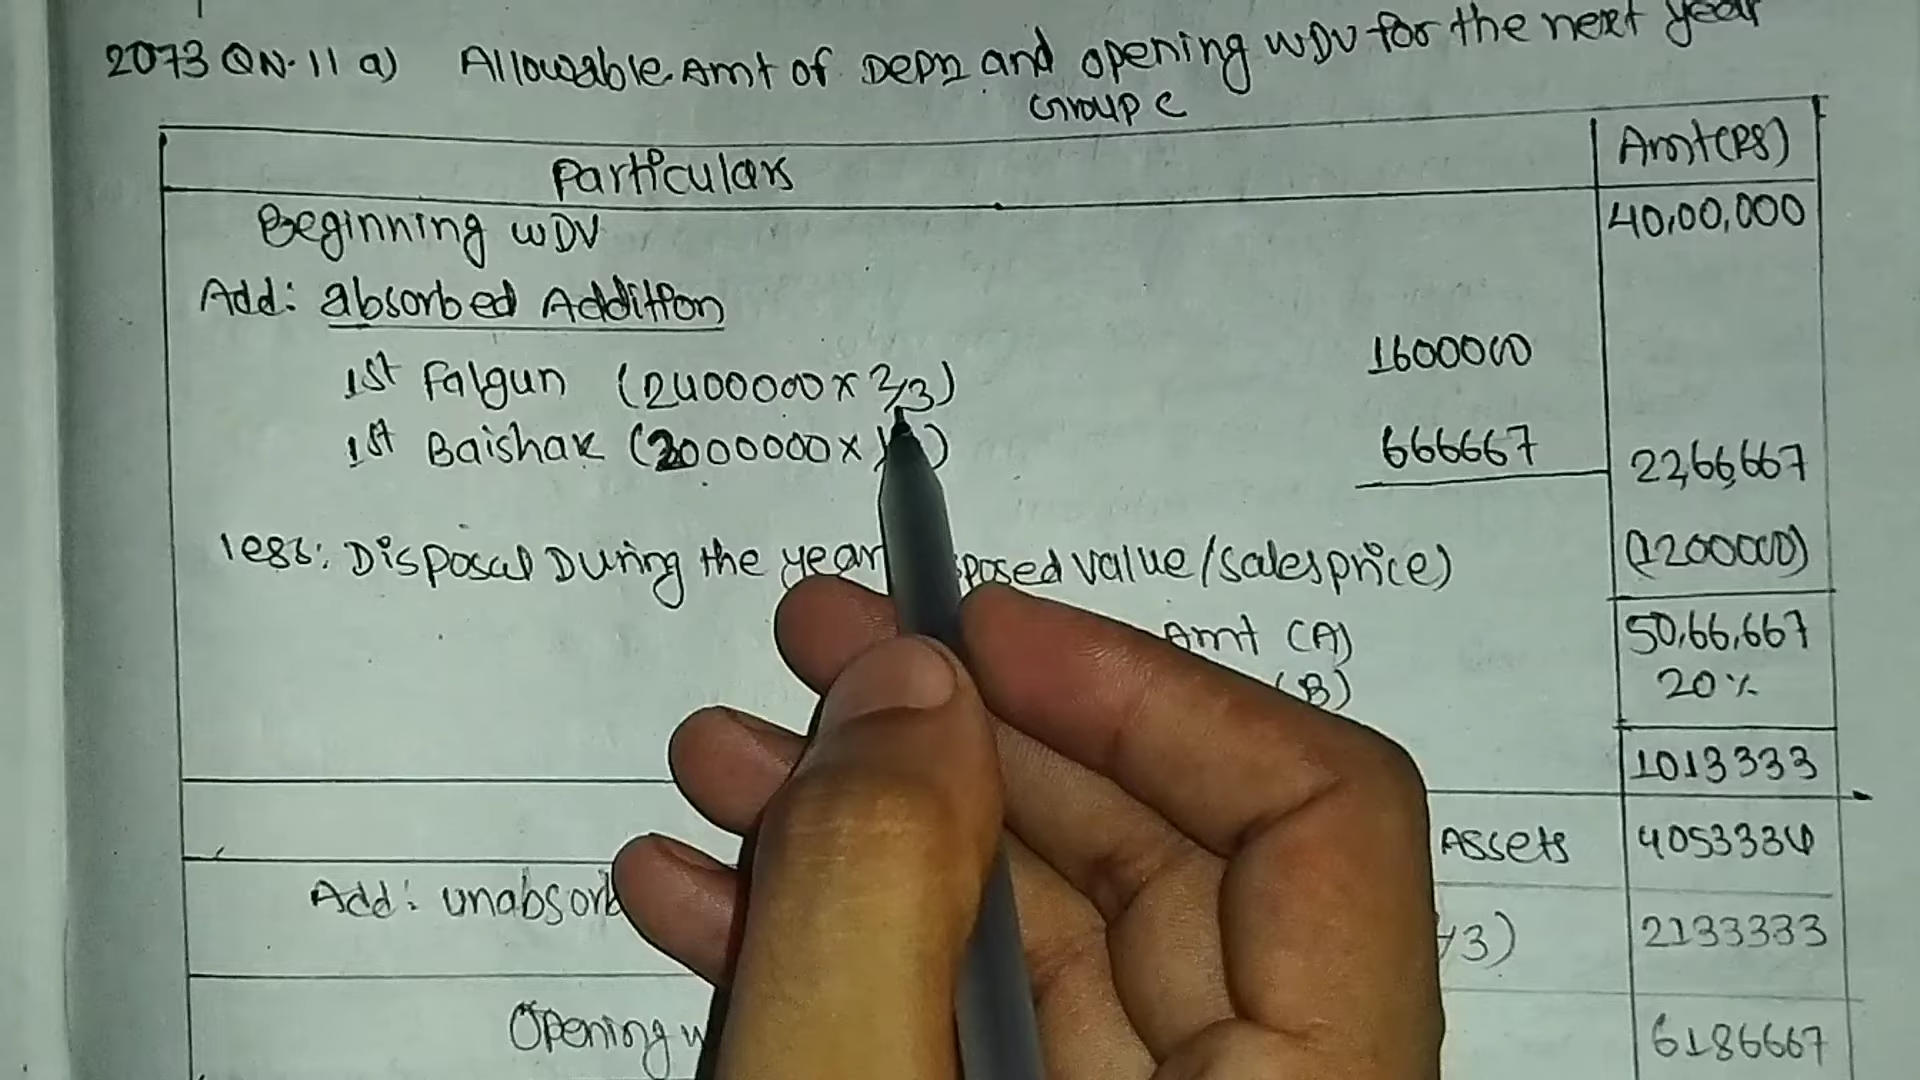 2073 QN. 11 a) Allowable Amt of Depn and opening WDV for the next year
Group C
Particulars Amt(RS)
Beginning WDV 40,00,000
Add: absorbed Addition
1st Falgun (2400000 x 2/3) 1600000
1st Baishak (2000000 x ) 666667 22,66,667
less: Disposal During the year posed value/sales price) (1200000)
Amt (A) 50,66,667
(B) 20%
1013333
Assets 4053334
Add: unabsorb /3) 2133333
Opening w 6186667